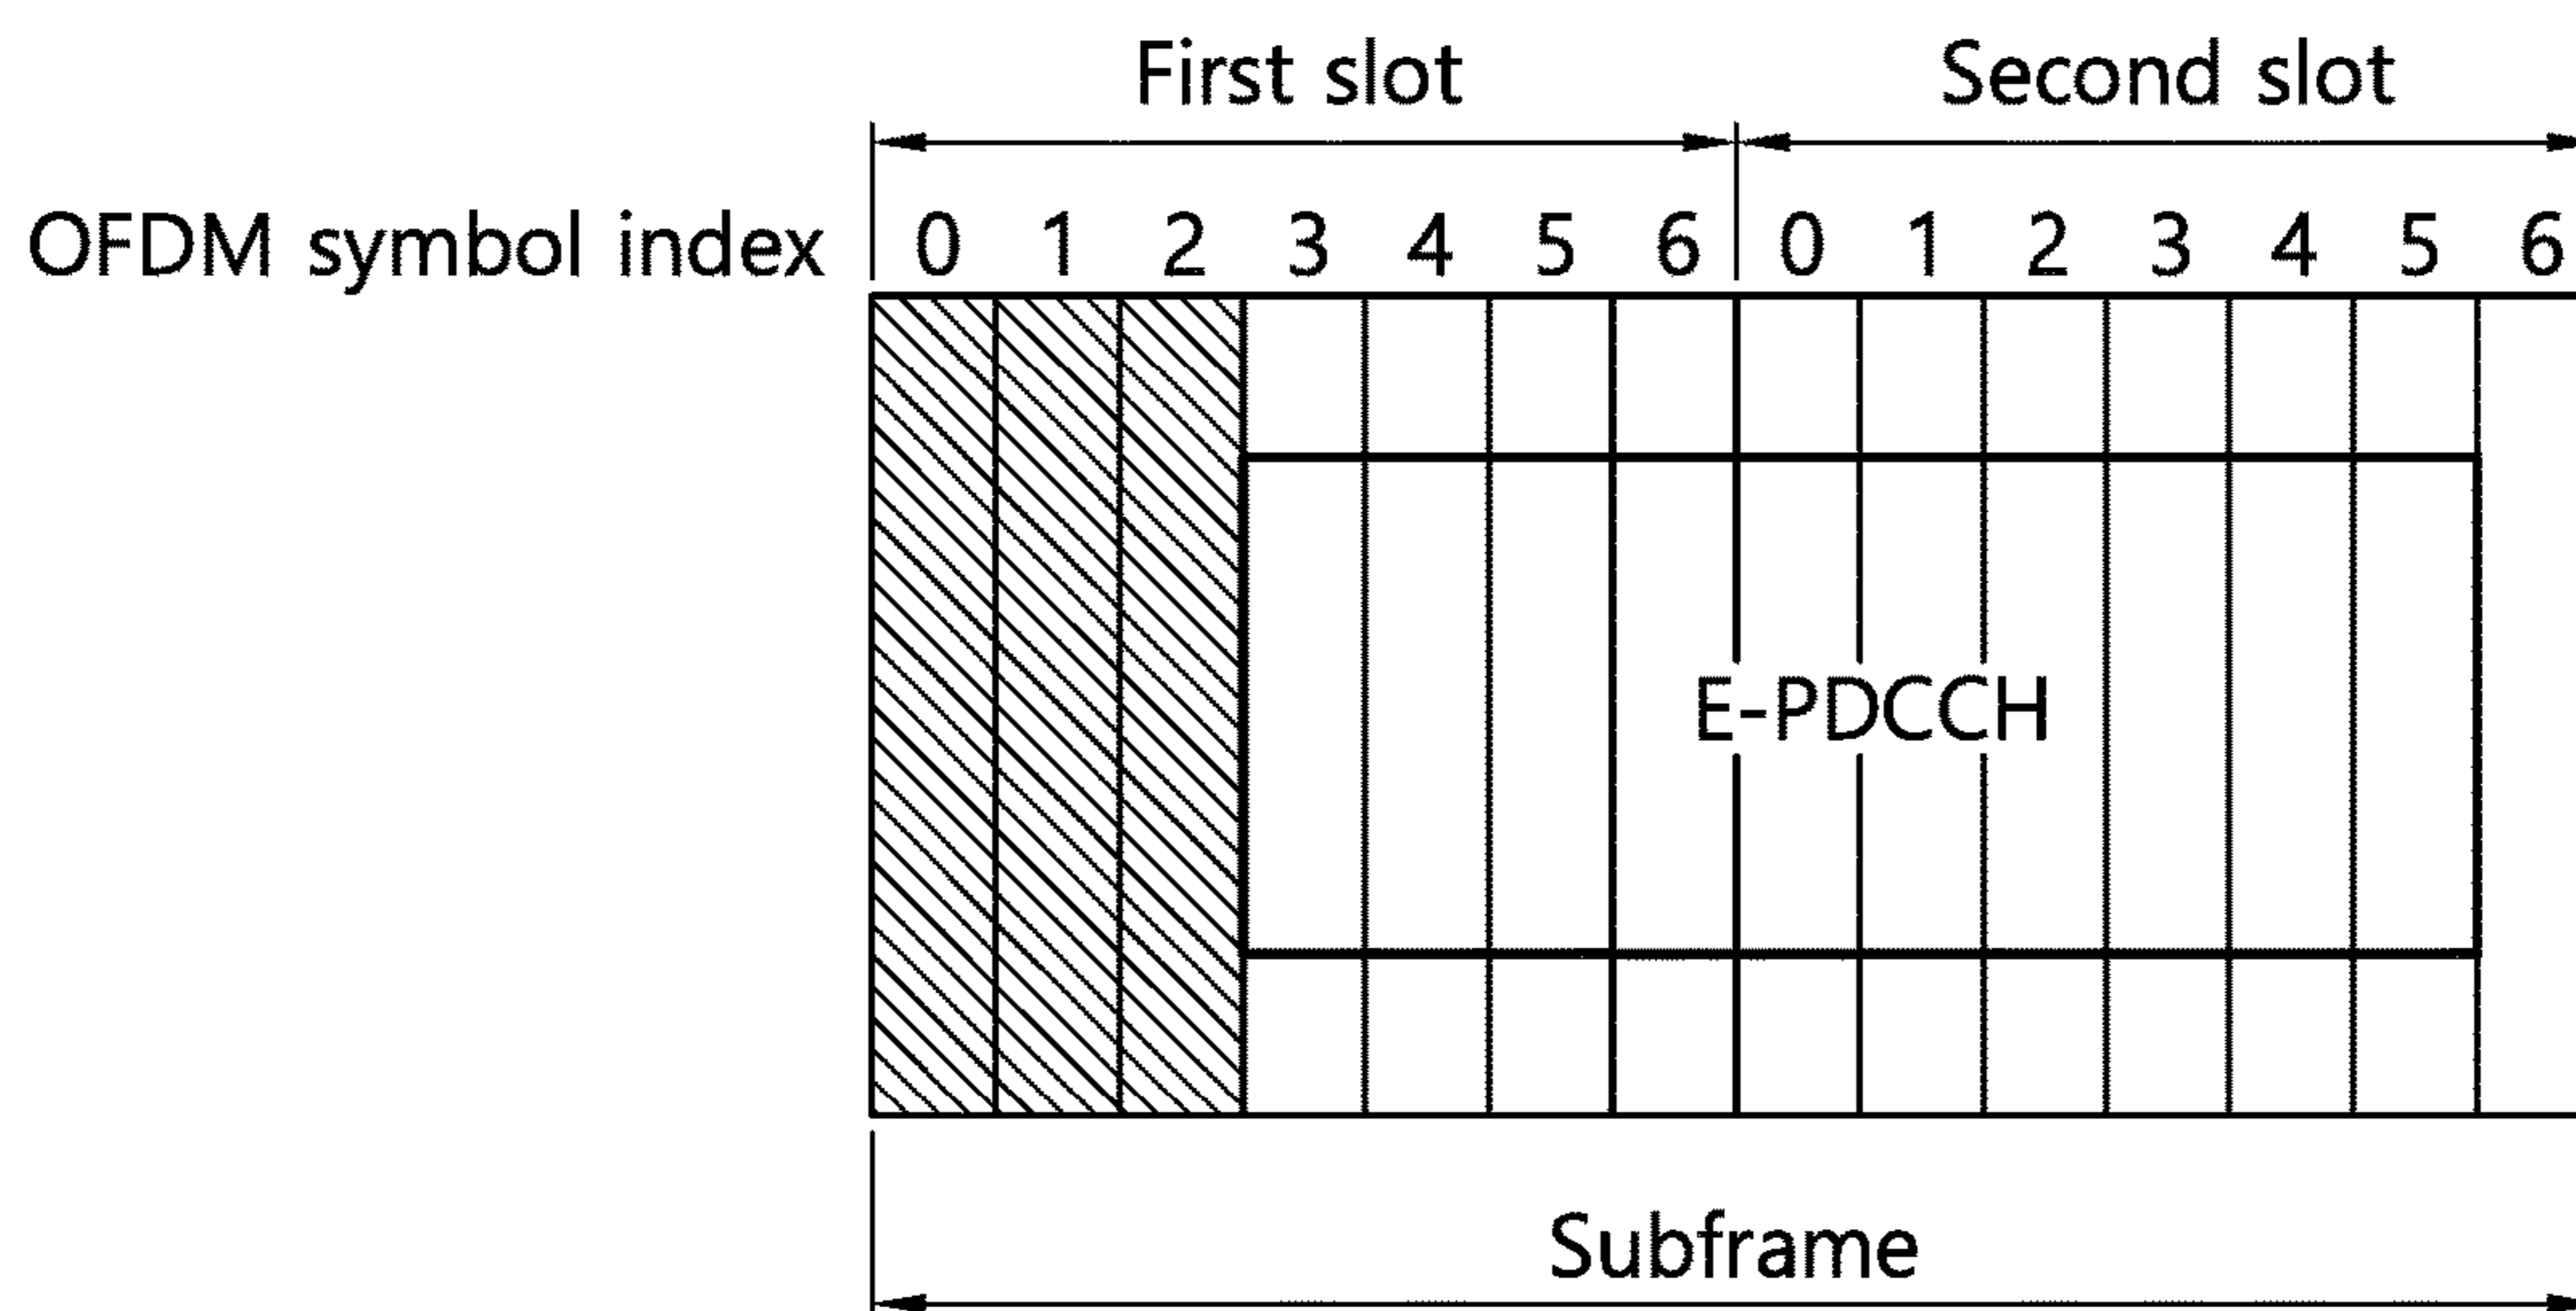 First slot Second slot
OFDM symbol index 0 1 2 3 4 5 6 0 1 2 3 4 5 6
E-PDCCH
Subframe